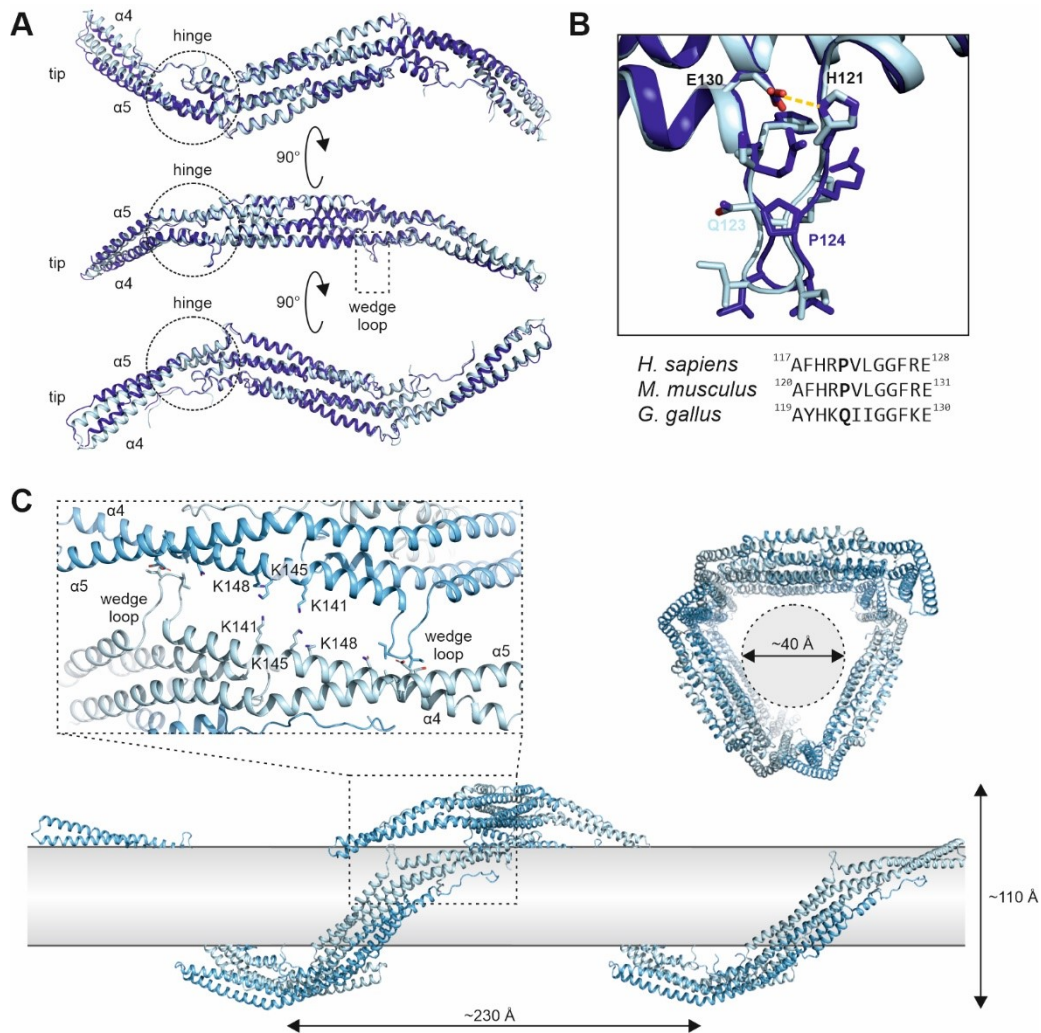 A
α4
hinge
tip
α5
90°
hinge
α5
tip
α4
90°
wedge
loop
hinge
α5
tip
α4
B
E130
H121
Q123
P124
H. sapiens ¹¹⁷AFHRPVLGGFRE¹²⁸
M. musculus ¹²⁰AFHRPVLGGFRE¹³¹
G. gallus ¹¹⁹AYHKQIIGGFKE¹³⁰
C
α4
α5
K148
K145
K141
wedge
loop
K141
K145
K148
wedge
loop
α5
α4
~40 Å
~110 Å
~230 Å